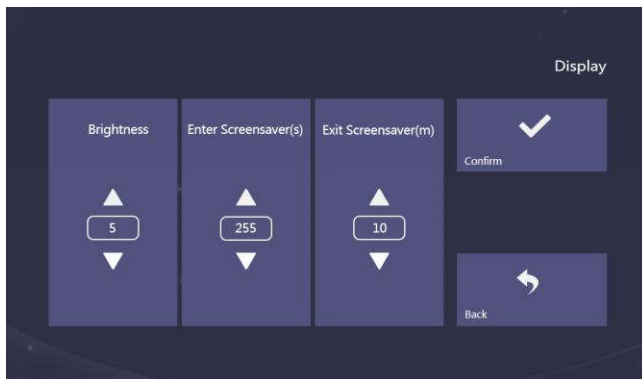 Display
Brightness
Enter Screensaver(s)
Exit Screensaver(m)
5
255
10
Confirm
Back